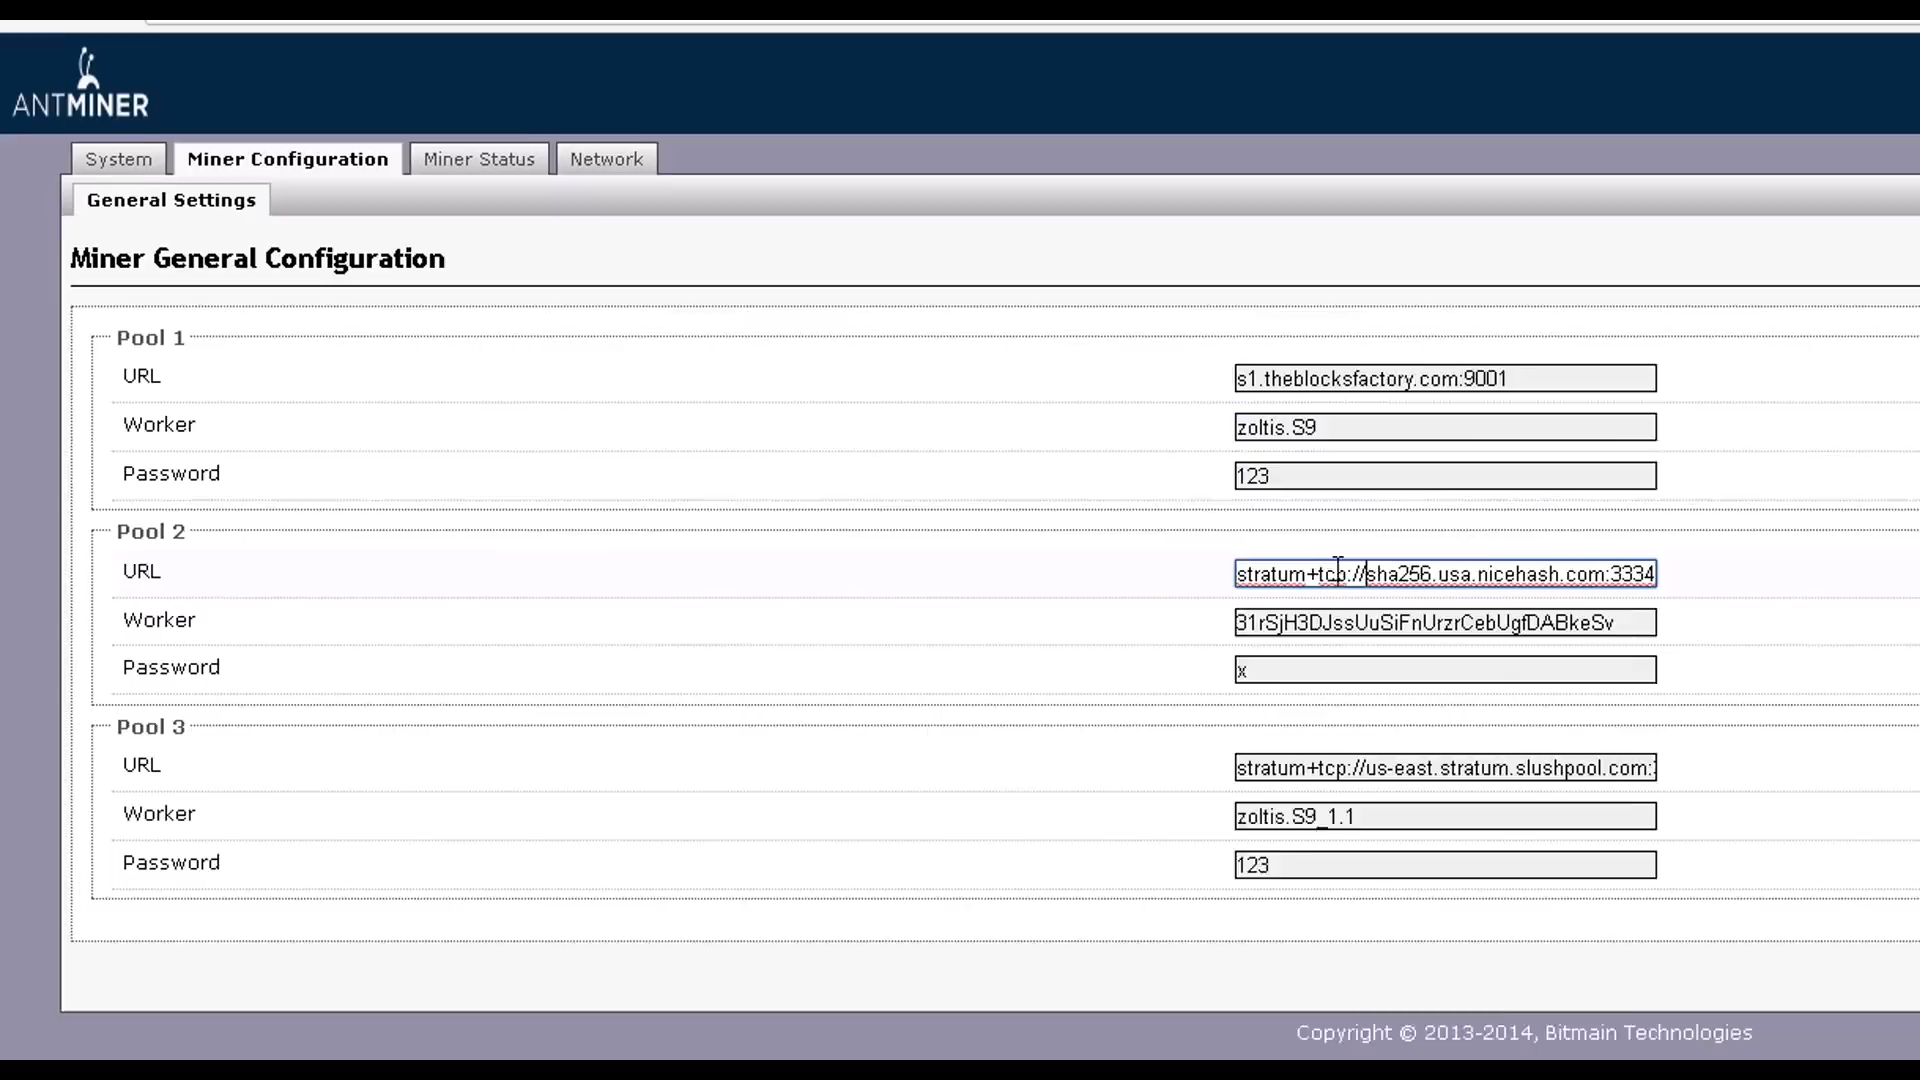 ANTMINER
System Miner Configuration Miner Status Network
General Settings
Miner General Configuration
Pool 1
URL s1.theblocksfactory.com:9001
Worker zoltis.S9
Password 123
Pool 2
URL stratum+tcp://sha256.usa.nicehash.com:3334
Worker 31rSjH3DJssUuSiFnUrzrCebUgfDABkeSv
Password x
Pool 3
URL stratum+tcp://us-east.stratum.slushpool.com:
Worker zoltis.S9_1.1
Password 123
Copyright © 2013-2014, Bitmain Technologies